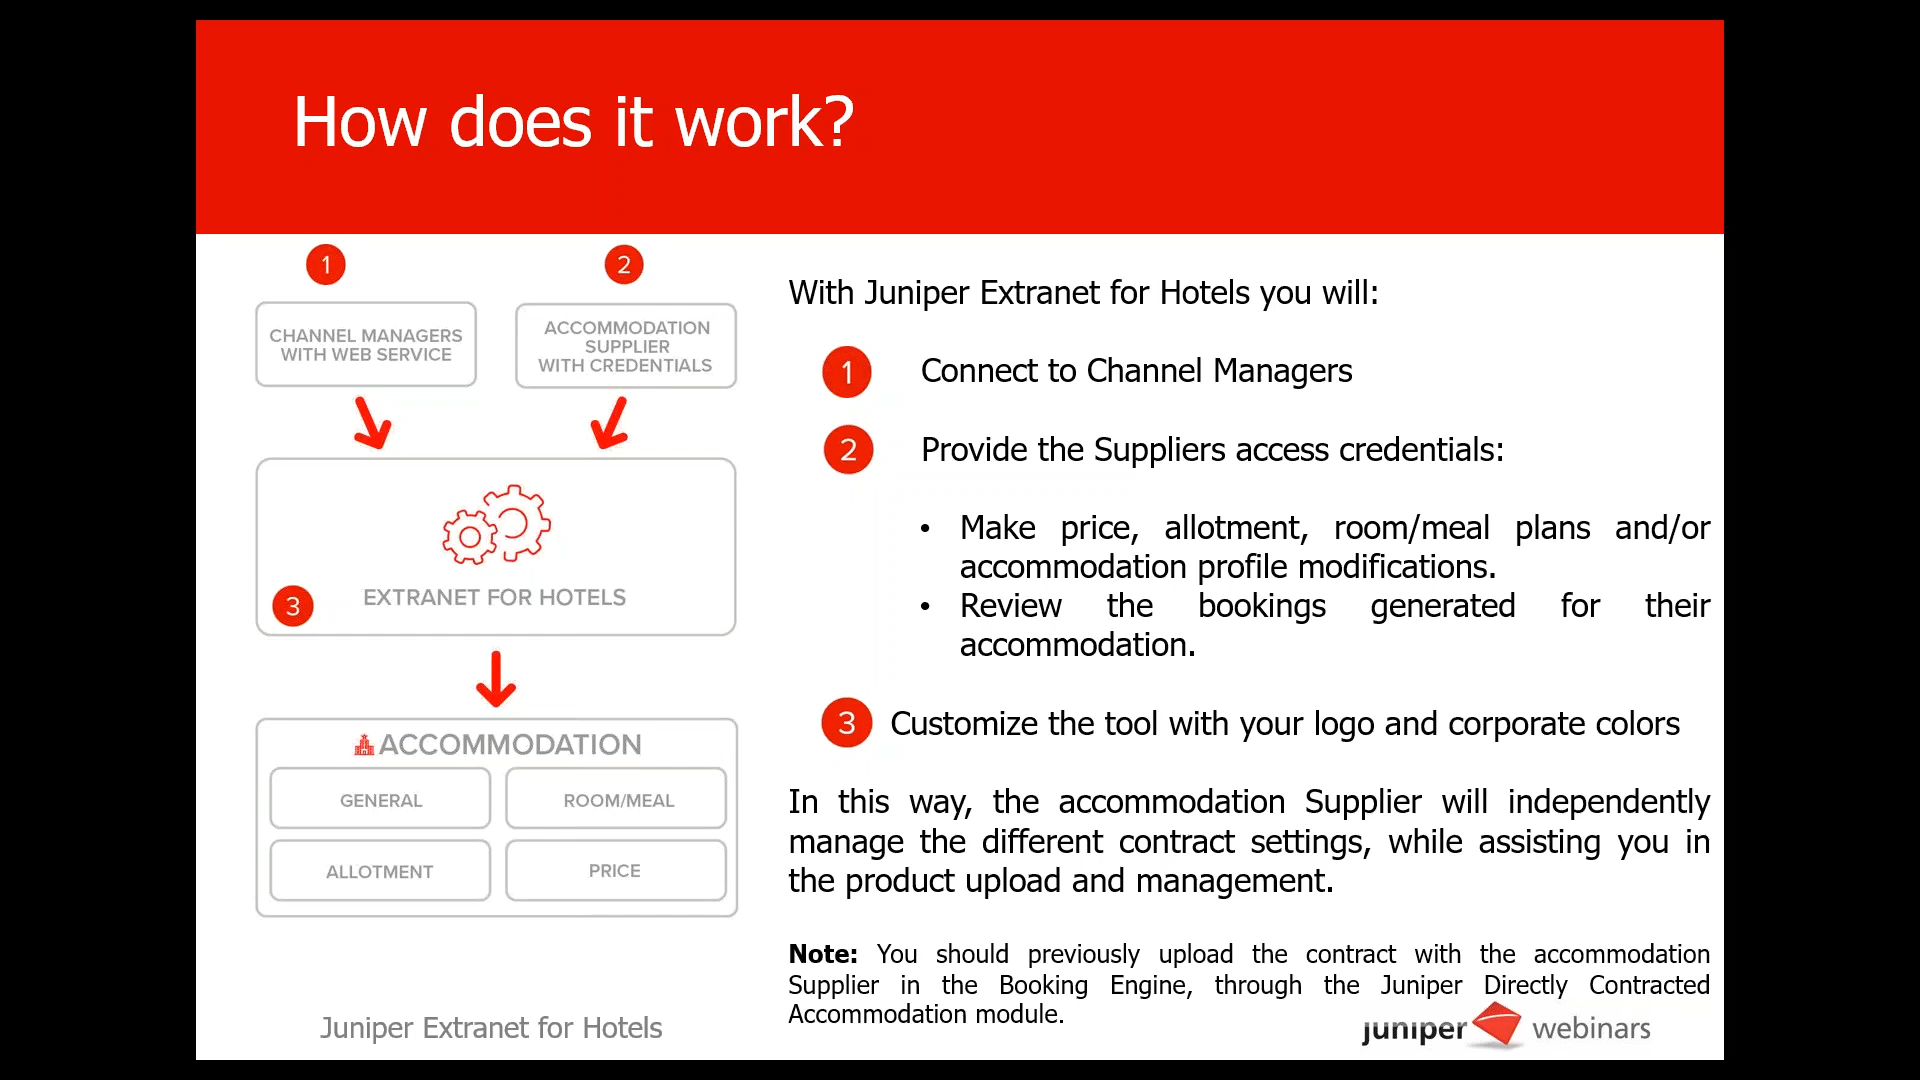 How does it work?
1
2
CHANNEL MANAGERS
WITH WEB SERVICE
ACCOMMODATION
SUPPLIER
WITH CREDENTIALS
EXTRANET FOR HOTELS
3
ACCOMMODATION
GENERAL
ROOM/MEAL
ALLOTMENT
PRICE
Juniper Extranet for Hotels
With Juniper Extranet for Hotels you will:
1 Connect to Channel Managers
2 Provide the Suppliers access credentials:
• Make price, allotment, room/meal plans and/or
accommodation profile modifications.
• Review the bookings generated for their
accommodation.
3 Customize the tool with your logo and corporate colors
In this way, the accommodation Supplier will independently
manage the different contract settings, while assisting you in
the product upload and management.
Note: You should previously upload the contract with the accommodation
Supplier in the Booking Engine, through the Juniper Directly Contracted
Accommodation module.
juniper webinars